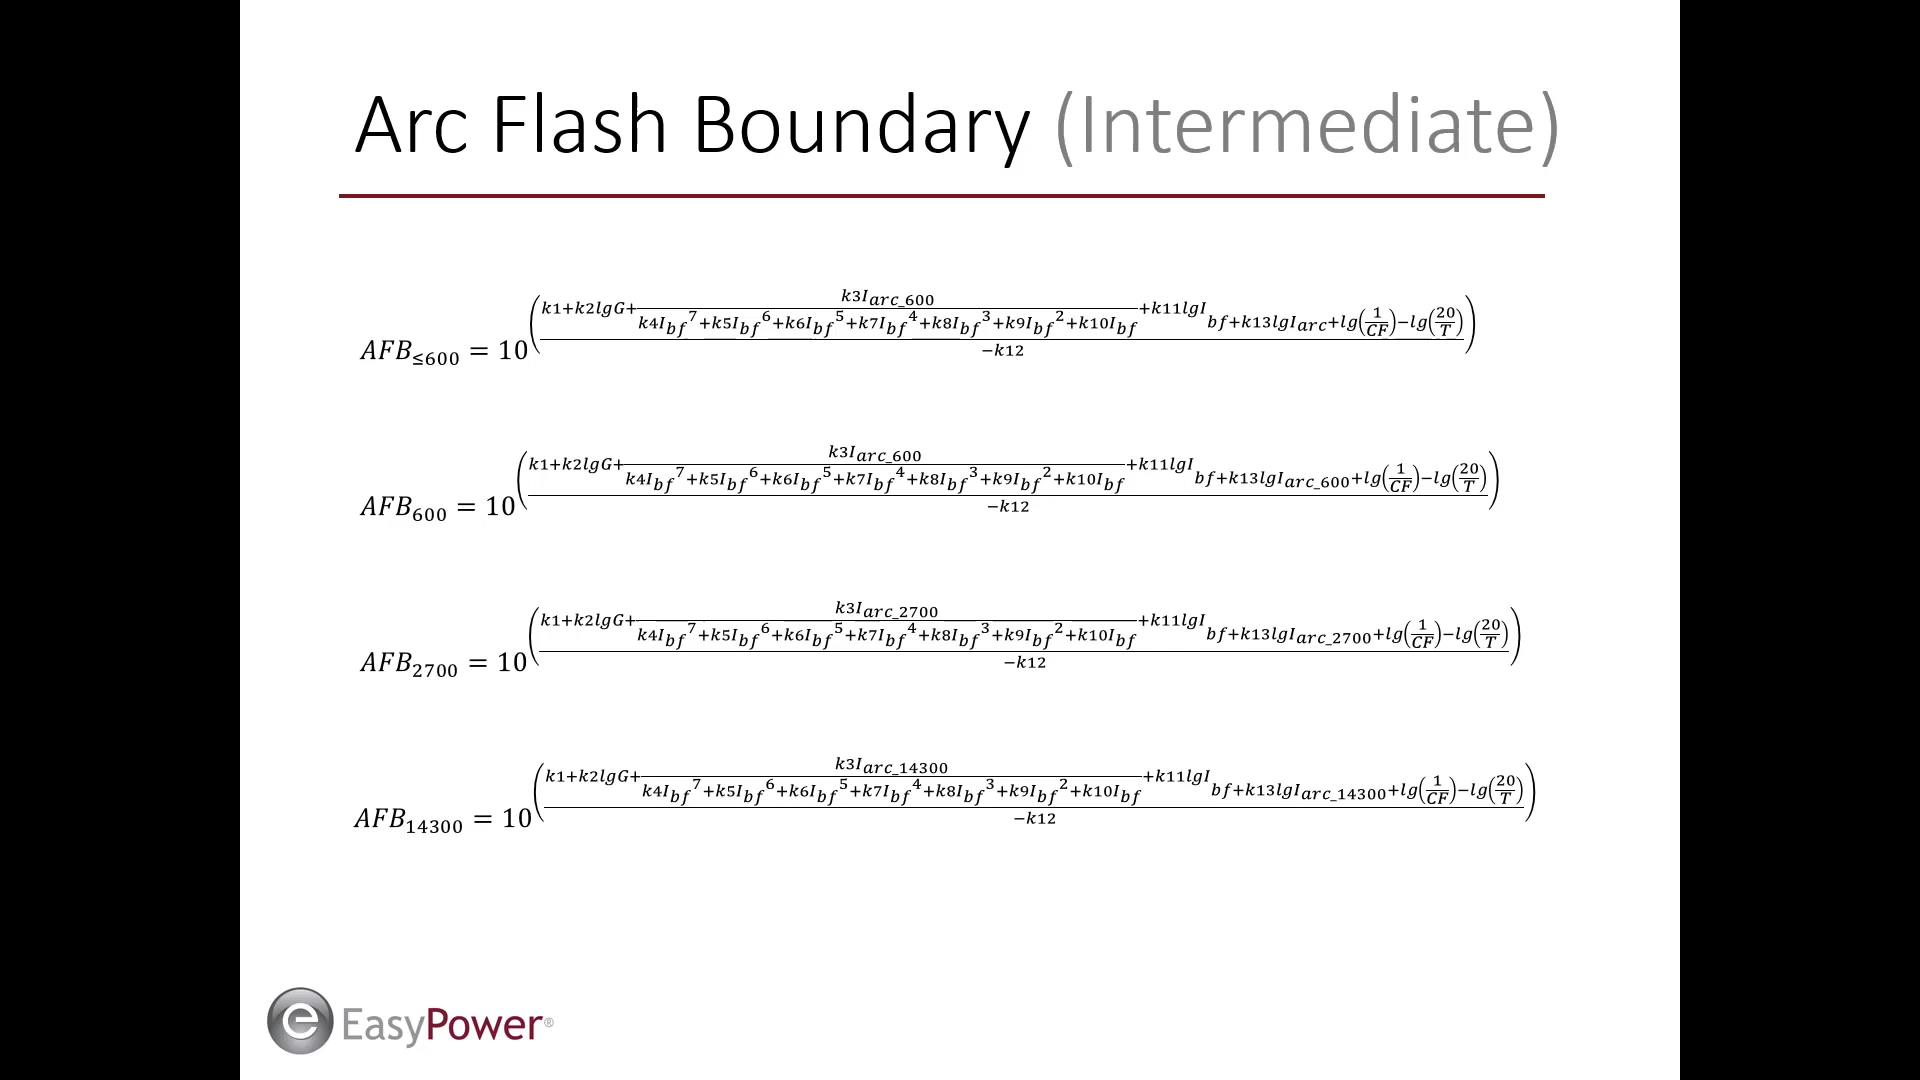 Arc Flash Boundary (Intermediate)
AFB≤600 = 10^((k1+k2lgG+k3I_arc_600/(k4I_bf^7+k5I_bf^6+k6I_bf^5+k7I_bf^4+k8I_bf^3+k9I_bf^2+k10I_bf)+k11lgI_bf+k13lgI_arc+lg(1/CF)−lg(20/T))/(−k12))
AFB600 = 10^((k1+k2lgG+k3I_arc_600/(k4I_bf^7+k5I_bf^6+k6I_bf^5+k7I_bf^4+k8I_bf^3+k9I_bf^2+k10I_bf)+k11lgI_bf+k13lgI_arc_600+lg(1/CF)−lg(20/T))/(−k12))
AFB2700 = 10^((k1+k2lgG+k3I_arc_2700/(k4I_bf^7+k5I_bf^6+k6I_bf^5+k7I_bf^4+k8I_bf^3+k9I_bf^2+k10I_bf)+k11lgI_bf+k13lgI_arc_2700+lg(1/CF)−lg(20/T))/(−k12))
AFB14300 = 10^((k1+k2lgG+k3I_arc_14300/(k4I_bf^7+k5I_bf^6+k6I_bf^5+k7I_bf^4+k8I_bf^3+k9I_bf^2+k10I_bf)+k11lgI_bf+k13lgI_arc_14300+lg(1/CF)−lg(20/T))/(−k12))
e EasyPower®